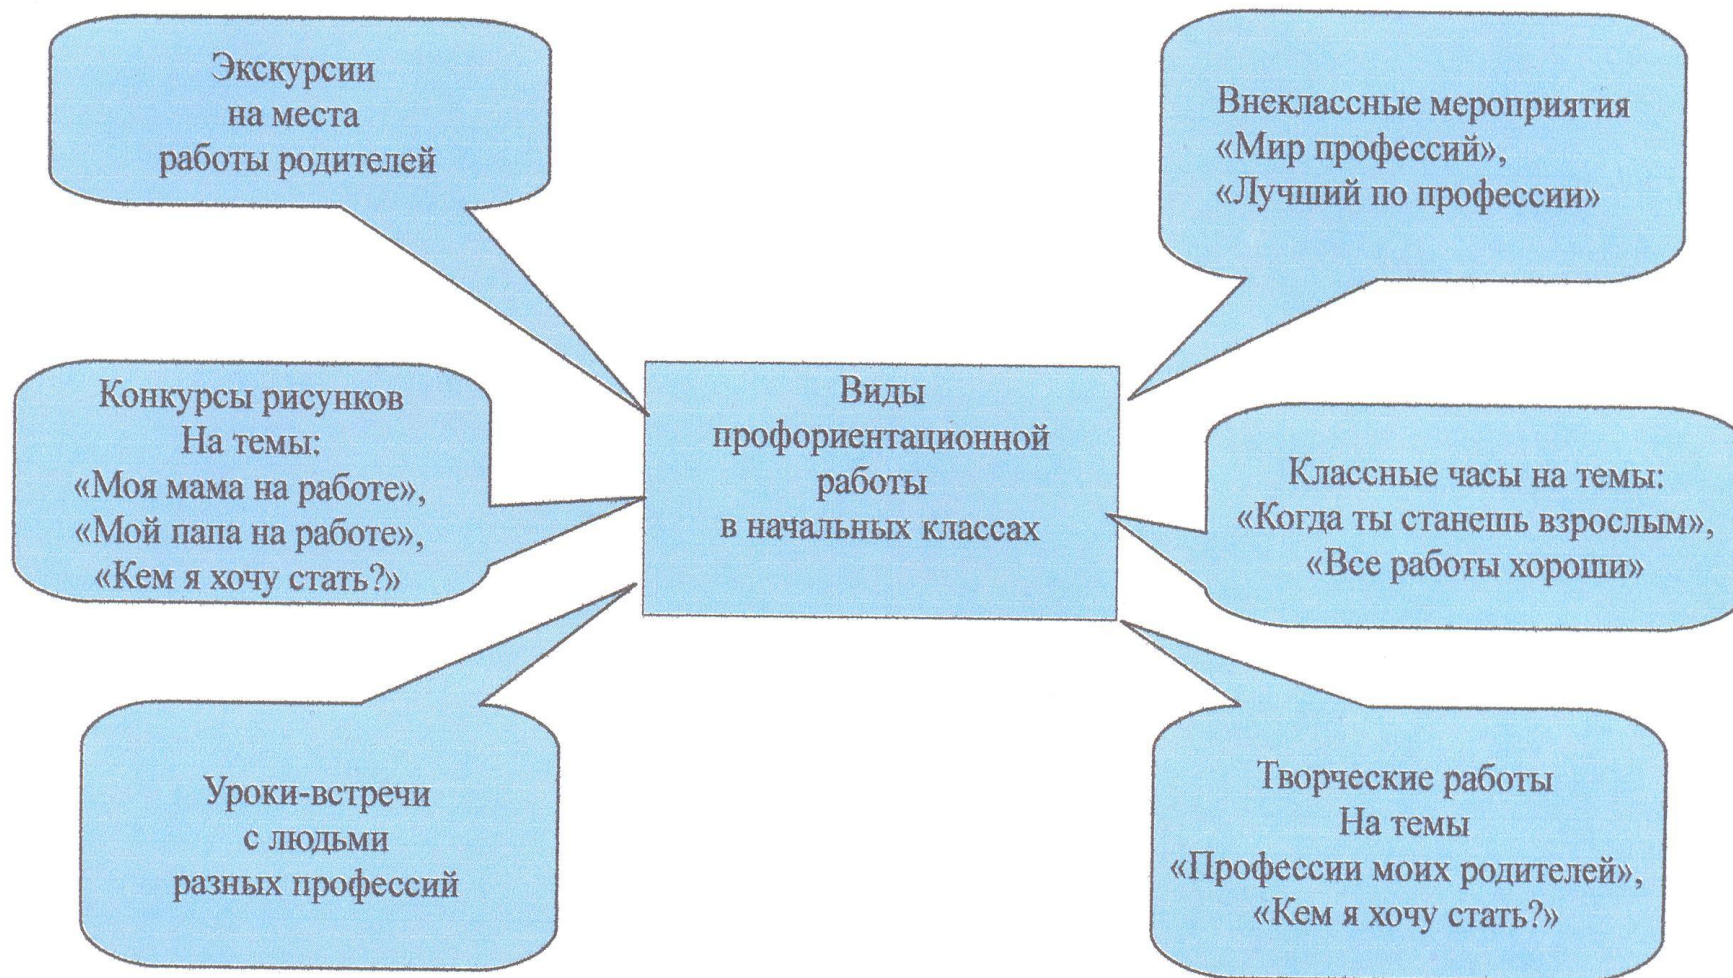 Экскурсии
на места
работы родителей
Внеклассные мероприятия
«Мир профессий»,
«Лучший по профессии»
Конкурсы рисунков
На темы:
«Моя мама на работе»,
«Мой папа на работе»,
«Кем я хочу стать?»
Виды
профориентационной
работы
в начальных классах
Классные часы на темы:
«Когда ты станешь взрослым»,
«Все работы хороши»
Уроки-встречи
с людьми
разных профессий
Творческие работы
На темы
«Профессии моих родителей»,
«Кем я хочу стать?»